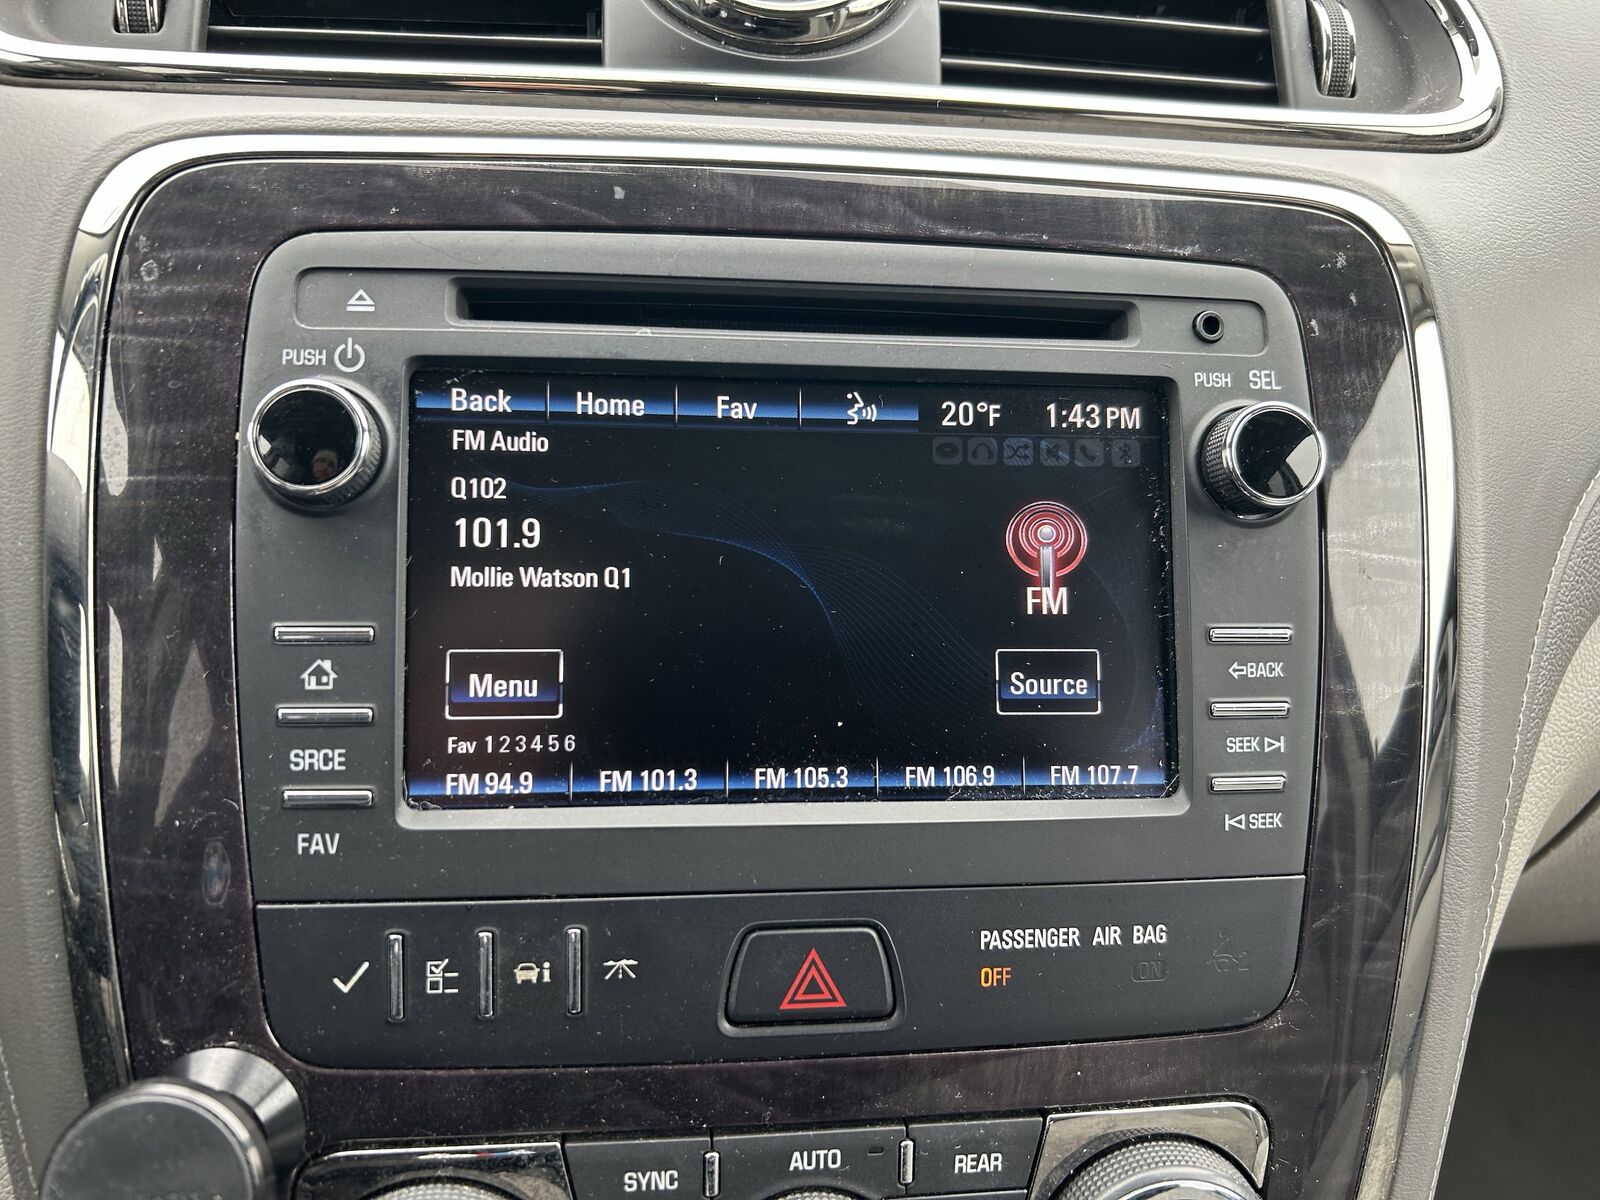 PUSH
PUSH SEL
Back Home Fav 20°F 1:43 PM
FM Audio
Q102
101.9
Mollie Watson Q1
FM
Menu Source
Fav 1 2 3 4 5 6
FM 94.9 FM 101.3 FM 105.3 FM 106.9 FM 107.7
BACK
SRCE
SEEK
FAV
SEEK
PASSENGER AIR BAG
OFF ON
2
SYNC AUTO REAR